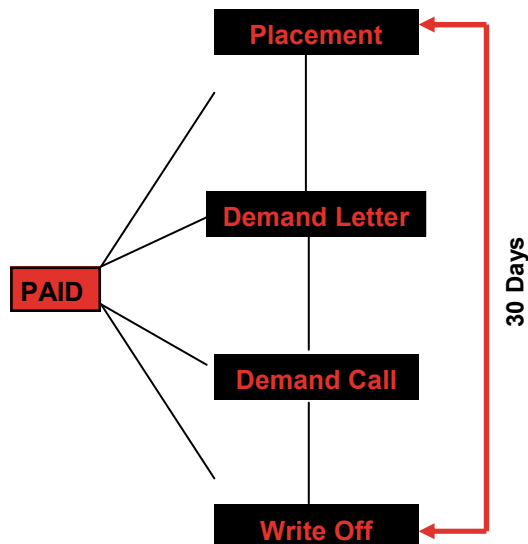 Placement
Demand Letter
PAID
30 Days
Demand Call
Write Off